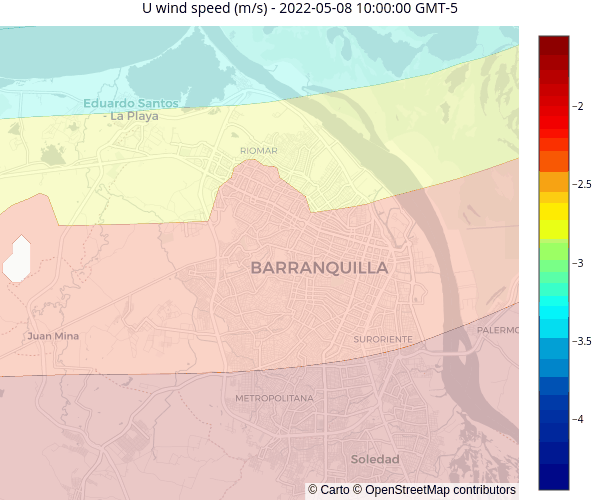 U wind speed (m/s) - 2022-05-08 10:00:00 GMT-5
Eduardo Santos
- La Playa
RIOMAR
BARRANQUILLA
Juan Mina
SURORIENTE
PALERMO
METROPOLITANA
Soledad
© Carto © OpenStreetMap contributors
−2
−2.5
−3
−3.5
−4